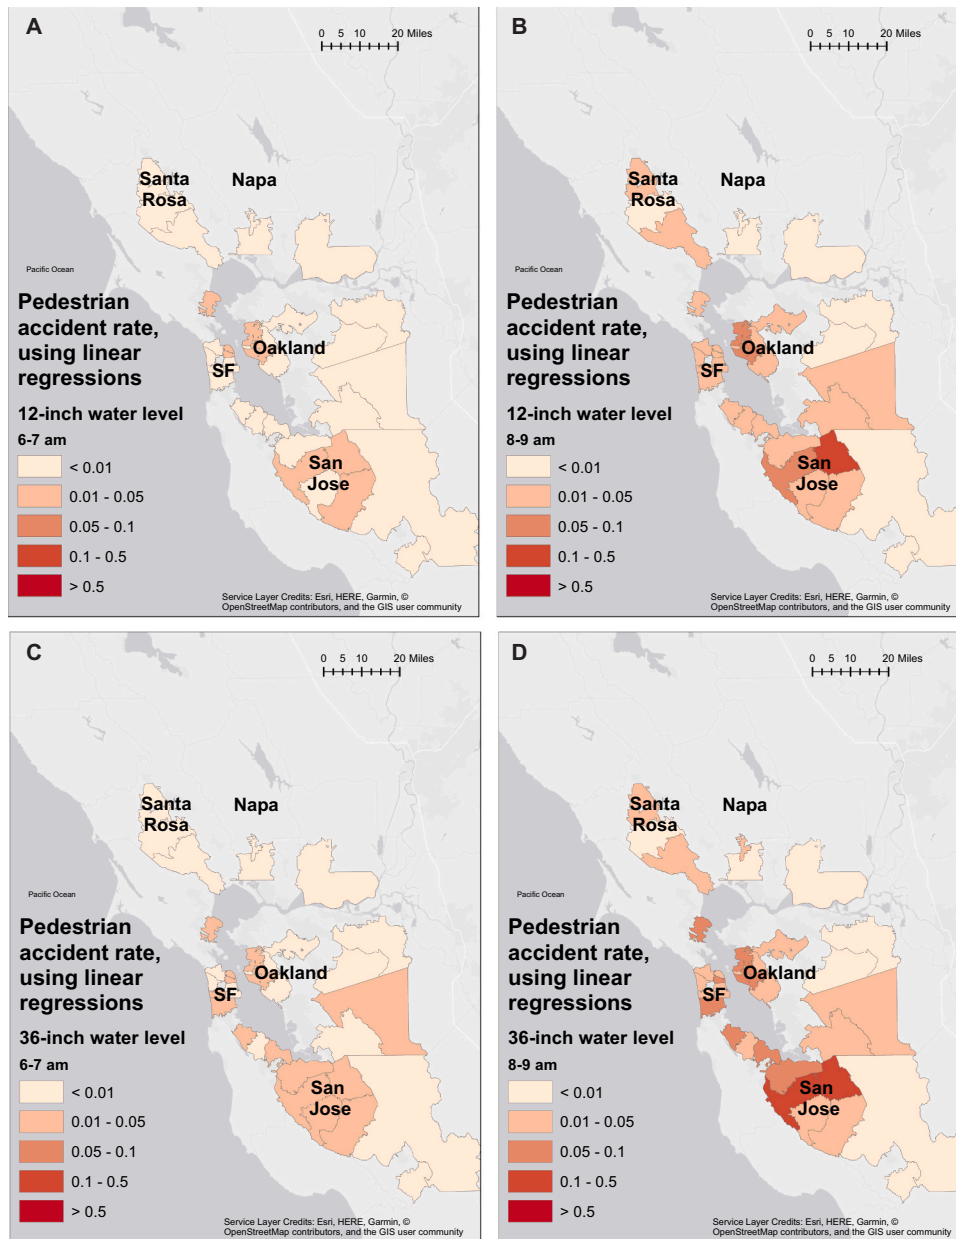 A
0 5 10 20 Miles
Santa
Rosa
Napa
Pacific Ocean
Pedestrian
accident rate,
using linear
regressions
Oakland
SF
12-inch water level
6-7 am
< 0.01
0.01 - 0.05
0.05 - 0.1
0.1 - 0.5
> 0.5
San
Jose
Service Layer Credits: Esri, HERE, Garmin, ©
OpenStreetMap contributors, and the GIS user community
B
0 5 10 20 Miles
Santa
Rosa
Napa
Pacific Ocean
Pedestrian
accident rate,
using linear
regressions
Oakland
SF
12-inch water level
8-9 am
< 0.01
0.01 - 0.05
0.05 - 0.1
0.1 - 0.5
> 0.5
San
Jose
Service Layer Credits: Esri, HERE, Garmin, ©
OpenStreetMap contributors, and the GIS user community
C
0 5 10 20 Miles
Santa
Rosa
Napa
Pacific Ocean
Pedestrian
accident rate,
using linear
regressions
Oakland
SF
36-inch water level
6-7 am
< 0.01
0.01 - 0.05
0.05 - 0.1
0.1 - 0.5
> 0.5
San
Jose
Service Layer Credits: Esri, HERE, Garmin, ©
OpenStreetMap contributors, and the GIS user community
D
0 5 10 20 Miles
Santa
Rosa
Napa
Pacific Ocean
Pedestrian
accident rate,
using linear
regressions
Oakland
SF
36-inch water level
8-9 am
< 0.01
0.01 - 0.05
0.05 - 0.1
0.1 - 0.5
> 0.5
San
Jose
Service Layer Credits: Esri, HERE, Garmin, ©
OpenStreetMap contributors, and the GIS user community